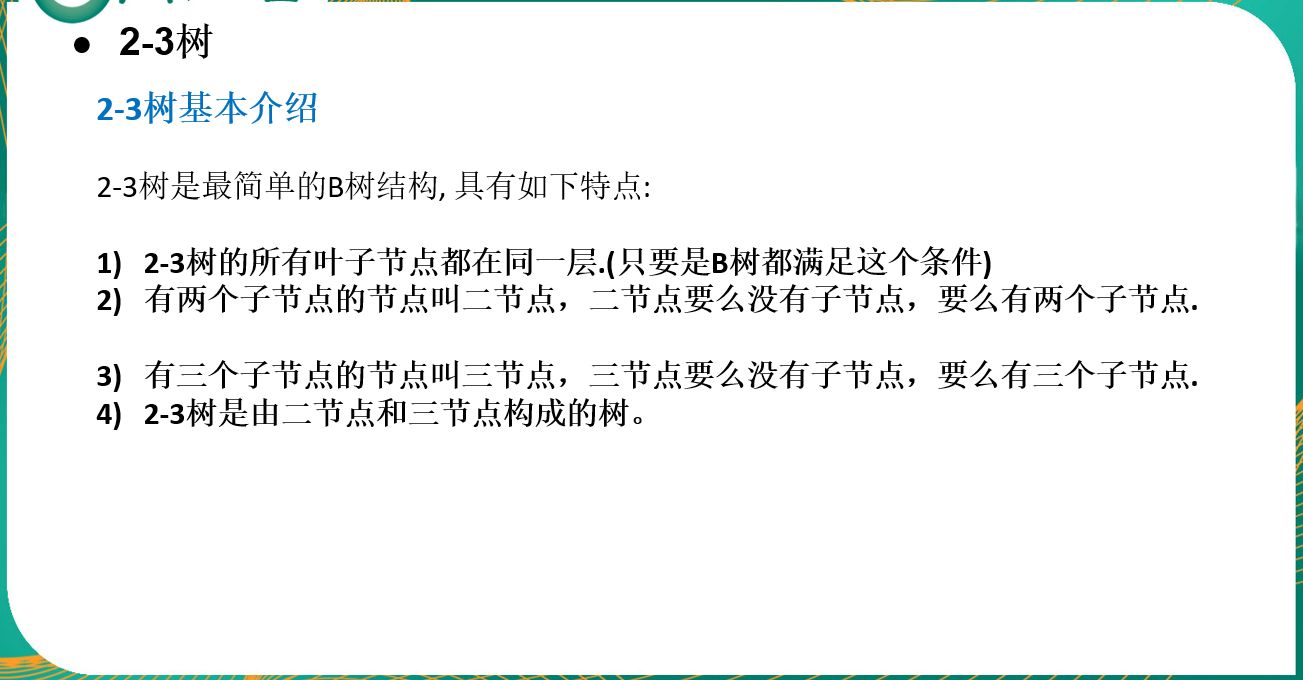 ● 2-3树
2-3树基本介绍
2-3树是最简单的B树结构, 具有如下特点:
1) 2-3树的所有叶子节点都在同一层.(只要是B树都满足这个条件)
2) 有两个子节点的节点叫二节点，二节点要么没有子节点，要么有两个子节点.
3) 有三个子节点的节点叫三节点，三节点要么没有子节点，要么有三个子节点.
4) 2-3树是由二节点和三节点构成的树。